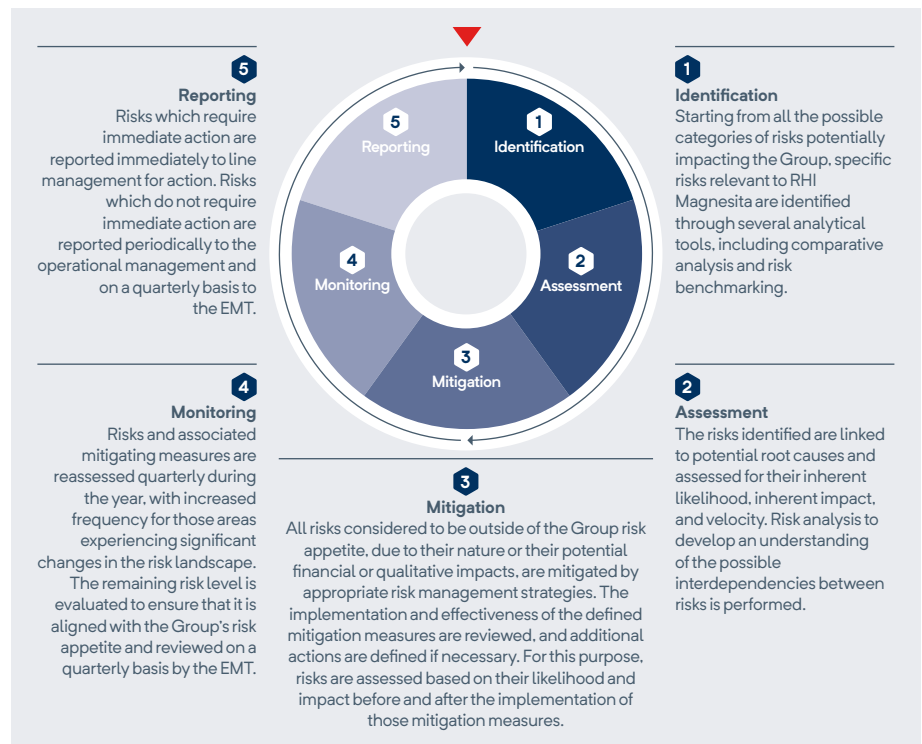 1
Identification
2
Assessment
3
Mitigation
4
Monitoring
5
Reporting
1
Identification
Starting from all the possible
categories of risks potentially
impacting the Group, specific
risks relevant to RHI
Magnesita are identified
through several analytical
tools, including comparative
analysis and risk
benchmarking.
2
Assessment
The risks identified are linked
to potential root causes and
assessed for their inherent
likelihood, inherent impact,
and velocity. Risk analysis to
develop an understanding
of the possible
interdependencies between
risks is performed.
3
Mitigation
All risks considered to be outside of the Group risk
appetite, due to their nature or their potential
financial or qualitative impacts, are mitigated by
appropriate risk management strategies. The
implementation and effectiveness of the defined
mitigation measures are reviewed, and additional
actions are defined if necessary. For this purpose,
risks are assessed based on their likelihood and
impact before and after the implementation of
those mitigation measures.
4
Monitoring
Risks and associated
mitigating measures are
reassessed quarterly during
the year, with increased
frequency for those areas
experiencing significant
changes in the risk landscape.
The remaining risk level is
evaluated to ensure that it is
aligned with the Group's risk
appetite and reviewed on a
quarterly basis by the EMT.
5
Reporting
Risks which require
immediate action are
reported immediately to line
management for action. Risks
which do not require
immediate action are
reported periodically to the
operational management and
on a quarterly basis to
the EMT.